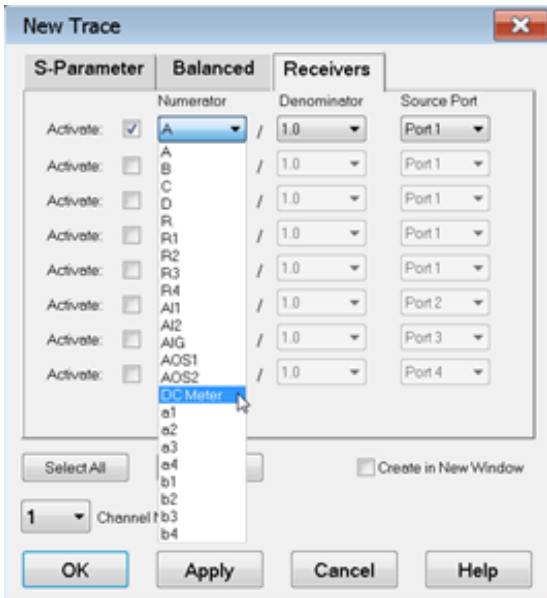 New Trace
S-Parameter Balanced Receivers
Numerator Denominator Source Port
Activate: A / 1.0 Port 1
A
Activate: B / 1.0 Port 1
C
Activate: D / 1.0 Port 1
R
Activate: R1 / 1.0 Port 1
R2
Activate: R3 / 1.0 Port 1
R4
Activate: AI1 / 1.0 Port 2
AI2
Activate: AIG / 1.0 Port 3
AOS1
Activate: AOS2 / 1.0 Port 4
DC Meter
a1
a2
a3
a4
Select All b1 Create in New Window
b2
1 Channel b3
b4
OK Apply Cancel Help